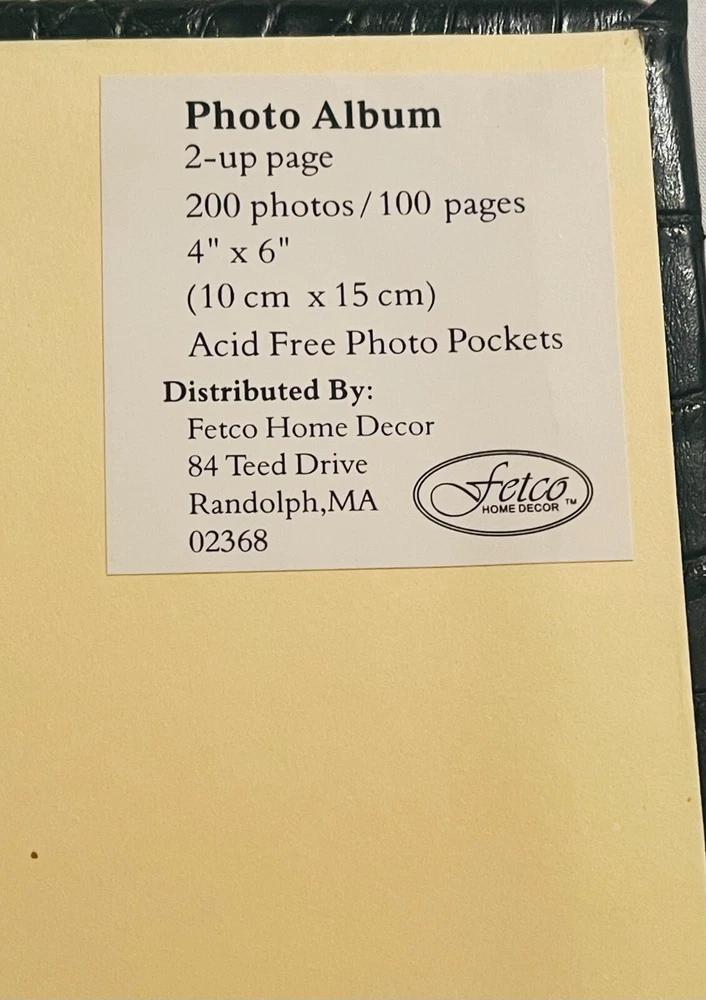 Photo Album
2-up page
200 photos/100 pages
4" x 6"
(10 cm x 15 cm)
Acid Free Photo Pockets
Distributed By:
Fetco Home Decor
84 Teed Drive
Randolph,MA
02368
fetco
HOME DECOR ™